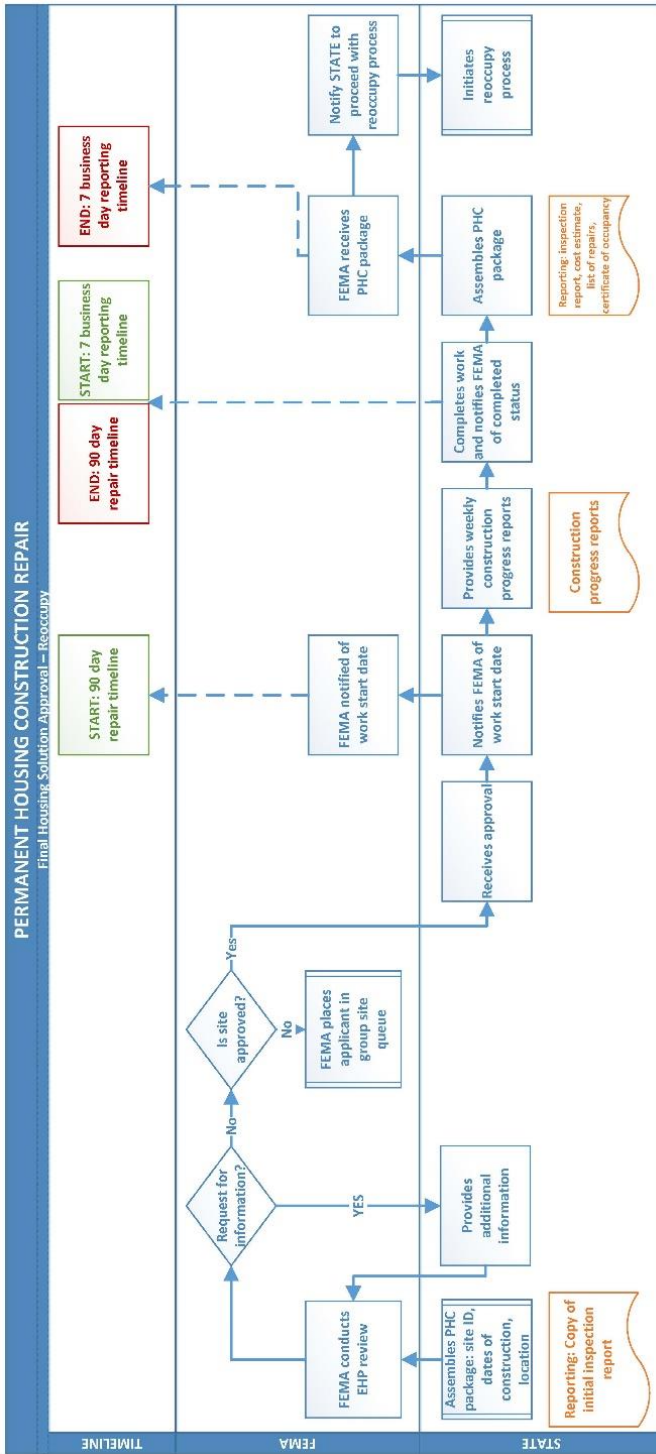 PERMANENT HOUSING CONSTRUCTION REPAIR
Final Housing Solution Approval – Reoccupy
TIMELINE
START: 90 day
repair timeline
END: 90 day
repair timeline
START: 7 business
day reporting
timeline
END: 7 business
day reporting
timeline
FEMA
FEMA conducts
EHP review
Request for
information?
No
YES
Is site
approved?
Yes
No
FEMA places
applicant in
group site
queue
FEMA notified of
work start date
FEMA receives
PHC package
Notify STATE to
proceed with
reoccupy process
STATE
Assembles PHC
package: site ID,
dates of
construction,
location
Provides
additional
information
Receives approval
Notifies FEMA of
work start date
Provides weekly
construction
progress reports
Completes work
and notifies FEMA
of completed
status
Assembles PHC
package
Initiates
reoccupy
process
Reporting: Copy of
initial inspection
report
Construction
progress reports
Reporting: inspection
report, cost estimate,
list of repairs,
certificate of occupancy